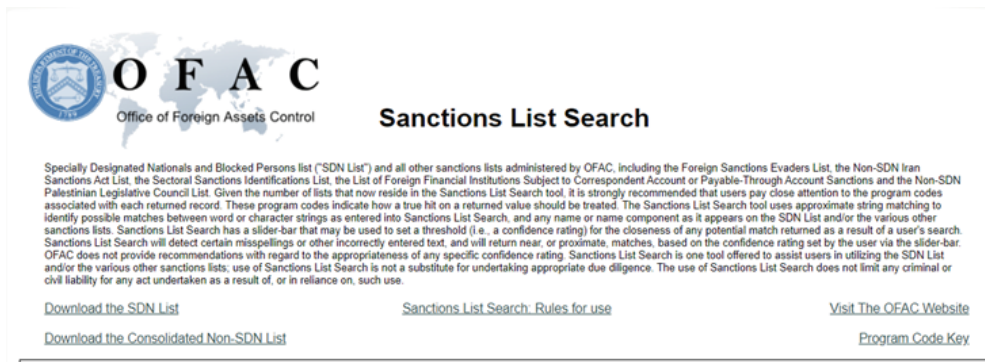 THE DEPARTMENT OF THE TREASURY
1789
OFAC
Office of Foreign Assets Control
Sanctions List Search
Specially Designated Nationals and Blocked Persons list ("SDN List") and all other sanctions lists administered by OFAC, including the Foreign Sanctions Evaders List, the Non-SDN Iran
Sanctions Act List, the Sectoral Sanctions Identifications List, the List of Foreign Financial Institutions Subject to Correspondent Account or Payable-Through Account Sanctions and the Non-SDN
Palestinian Legislative Council List. Given the number of lists that now reside in the Sanctions List Search tool, it is strongly recommended that users pay close attention to the program codes
associated with each returned record. These program codes indicate how a true hit on a returned value should be treated. The Sanctions List Search tool uses approximate string matching to
identify possible matches between word or character strings as entered into Sanctions List Search, and any name or name component as it appears on the SDN List and/or the various other
sanctions lists. Sanctions List Search has a slider-bar that may be used to set a threshold (i.e., a confidence rating) for the closeness of any potential match returned as a result of a user's search.
Sanctions List Search will detect certain misspellings or other incorrectly entered text, and will return near, or proximate, matches, based on the confidence rating set by the user via the slider-bar.
OFAC does not provide recommendations with regard to the appropriateness of any specific confidence rating. Sanctions List Search is one tool offered to assist users in utilizing the SDN List
and/or the various other sanctions lists; use of Sanctions List Search is not a substitute for undertaking appropriate due diligence. The use of Sanctions List Search does not limit any criminal or
civil liability for any act undertaken as a result of, or in reliance on, such use.
Download the SDN List
Sanctions List Search: Rules for use
Visit The OFAC Website
Download the Consolidated Non-SDN List
Program Code Key